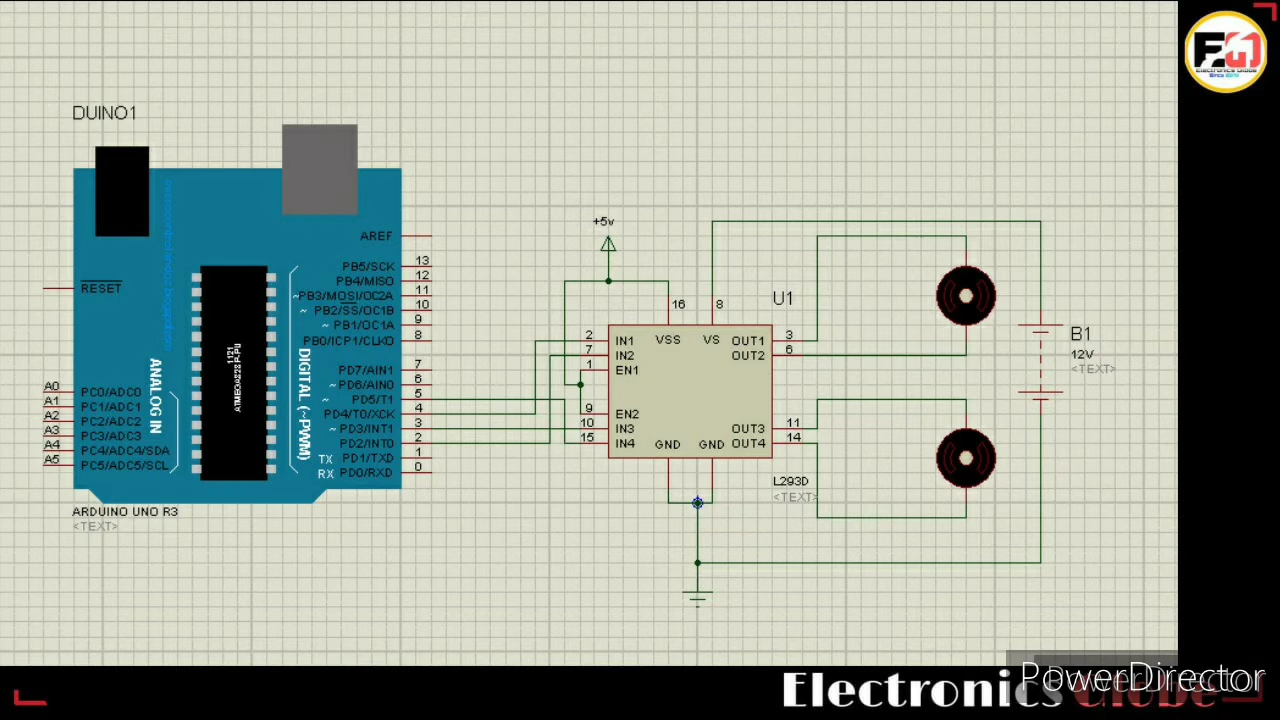 DUINO1
AREF
RESET
PB5/SCK 13
PB4/MISO 12
~PB3/MOSI/OC2A 11
~ PB2/SS/OC1B 10
~ PB1/OC1A 9
PB0/ICP1/CLKO 8
PD7/AIN1 7
~ PD6/AIN0 6
~ PD5/T1 5
PD4/T0/XCK 4
~ PD3/INT1 3
PD2/INT0 2
TX PD1/TXD 1
RX PD0/RXD 0
A0 PC0/ADC0
A1 PC1/ADC1
A2 PC2/ADC2
A3 PC3/ADC3
A4 PC4/ADC4/SDA
A5 PC5/ADC5/SCL
ANALOG IN
DIGITAL (~PWM)
1121
ARDUINO UNO R3
<TEXT>
+5v
16 8
U1
2 IN1 VSS VS OUT1 3
7 IN2 OUT2 6
1 EN1
9 EN2
10 IN3 OUT3 11
15 IN4 GND GND OUT4 14
L293D
<TEXT>
B1
12V
<TEXT>
Electronics Globe
PowerDirector